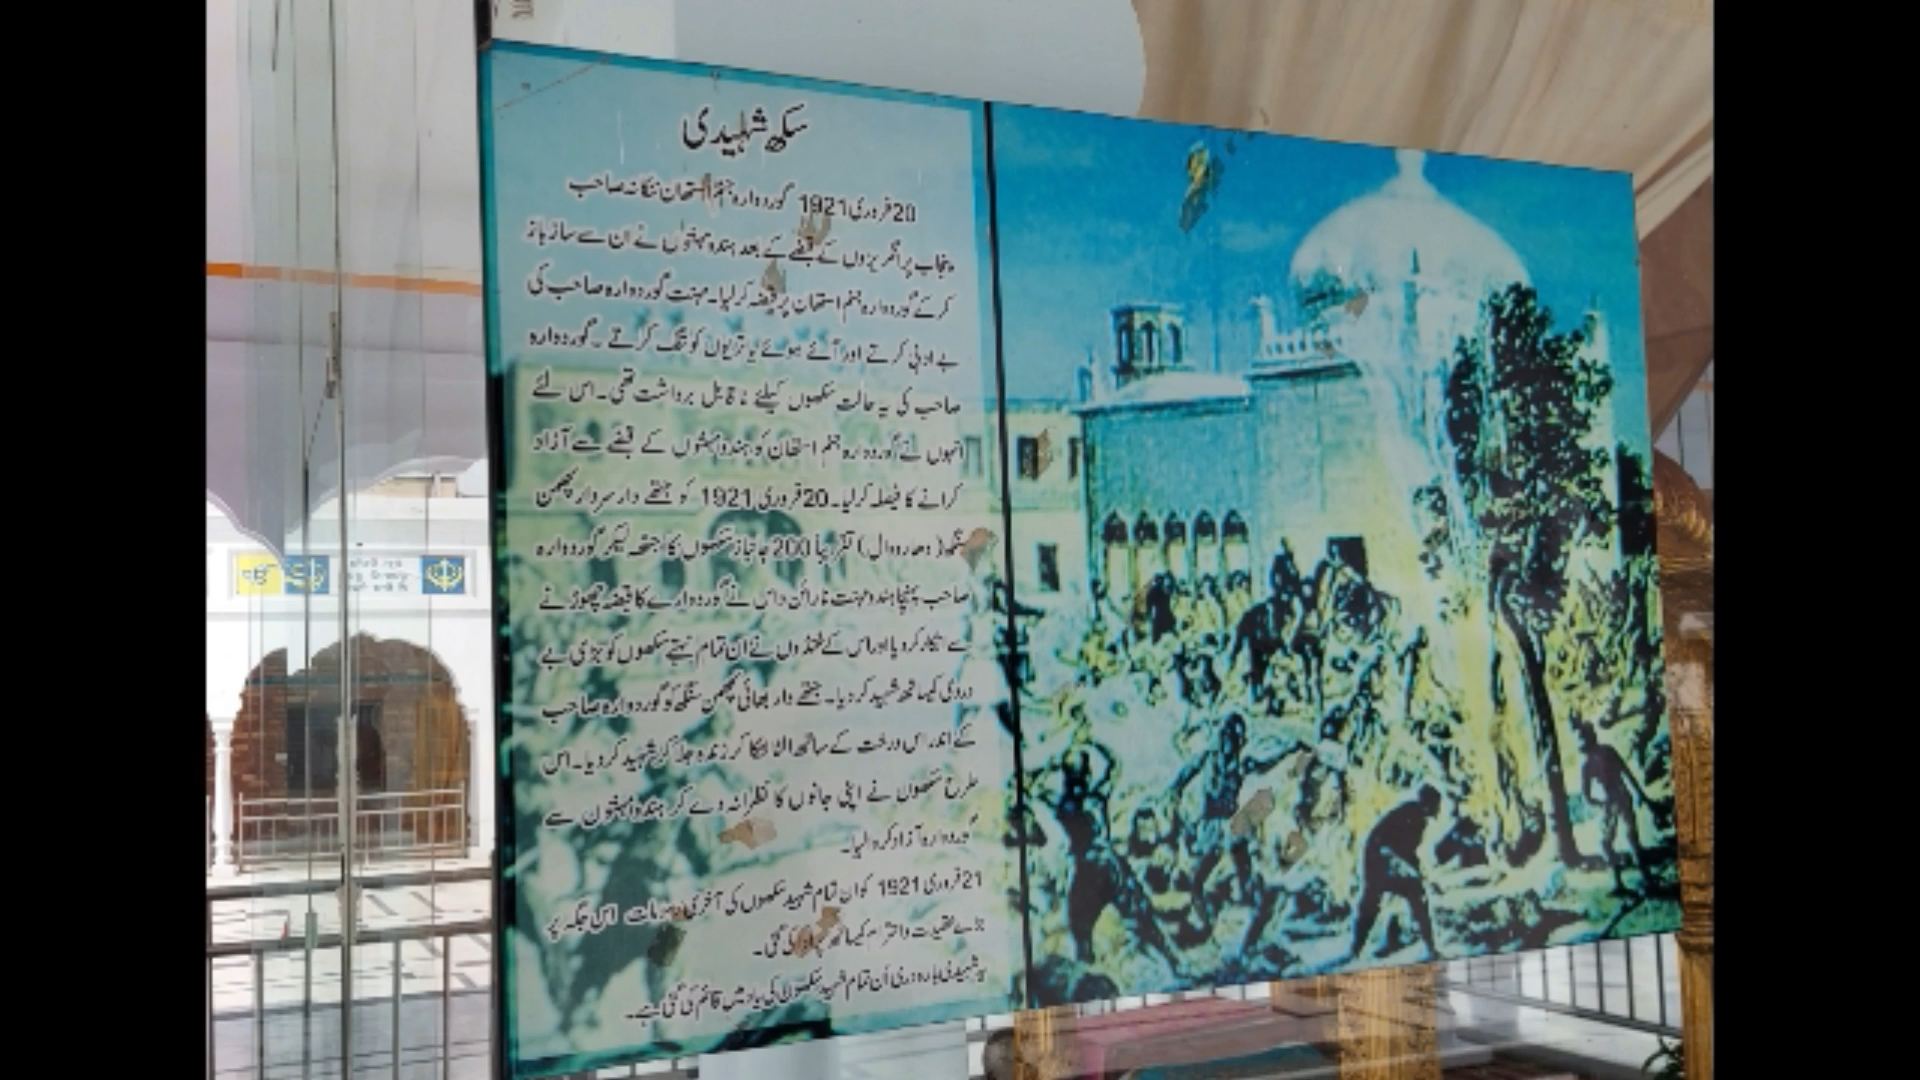 سکھ شہیدی
20 فروری 1921 گوردوارہ جنم استھان ننکانہ صاحب
پنجاب پر انگریزوں کے قبضے کے بعد ہندو مہنتوں نے ان سے ساز باز
کر کے گوردوارہ جنم استھان پر قبضہ کر لیا۔ مہنت گوردوارہ صاحب کی
بے ادبی کرتے اور آئے ہوئے یاتریوں کو تنگ کرتے ۔ گوردوارہ
صاحب کی یہ حالت سکھوں کیلئے نا قابل برداشت تھی۔ اس لئے
انہوں نے گوردوارہ جنم استھان کو ہندو مہنتوں کے قبضے سے آزاد
کرانے کا فیصلہ کر لیا۔ 20 فروری 1921 کو جتھے دار سردار لچھمن
سنگھ (دھارووال) تقریباً 200 جانباز سکھوں کا جتھہ لیکر گوردوارہ
صاحب پہنچا ہندو مہنت نارائن داس نے گوردوارے کا قبضہ چھوڑنے
سے انکار کر دیا اور اس کے غنڈوں نے ان تمام نہتے سکھوں کو بڑی بے
دردی کیساتھ شہید کر دیا۔ جتھے دار بھائی لچھمن سنگھ کو گوردوارہ صاحب
کے اندر اس درخت کے ساتھ الٹا لٹکا کر زندہ جلا کر شہید کر دیا۔ اس
طرح سکھوں نے اپنی جانوں کا نظرانہ دے کر ہندو مہنتوں سے
گوردوارہ آزاد کروالیا۔
21 فروری 1921 کو ان تمام شہید سکھوں کی آخری رسومات اس جگہ پر
بڑے عقیدت و احترام کیساتھ کی گئی ۔
یہ شہیدی بارہ دری اُن تمام شہید سکھوں کی یاد میں قائم کی گئی ہے۔